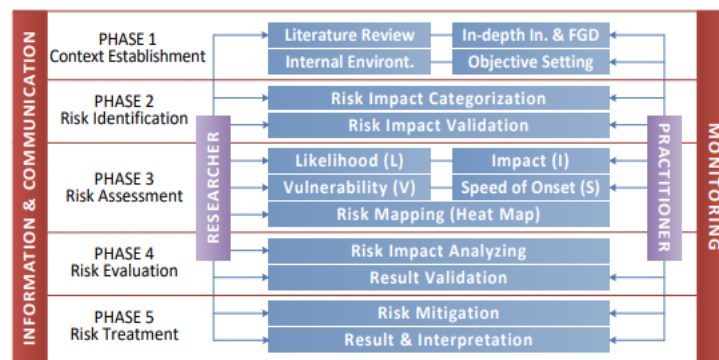 INFORMATION & COMMUNICATION
PHASE 1
Context Establishment
Literature Review
In-depth In. & FGD
Internal Environt.
Objective Setting
PHASE 2
Risk Identification
Risk Impact Categorization
Risk Impact Validation
RESEARCHER
PRACTITIONER
MONITORING
PHASE 3
Risk Assessment
Likelihood (L)
Impact (I)
Vulnerability (V)
Speed of Onset (S)
Risk Mapping (Heat Map)
PHASE 4
Risk Evaluation
Risk Impact Analyzing
Result Validation
PHASE 5
Risk Treatment
Risk Mitigation
Result & Interpretation